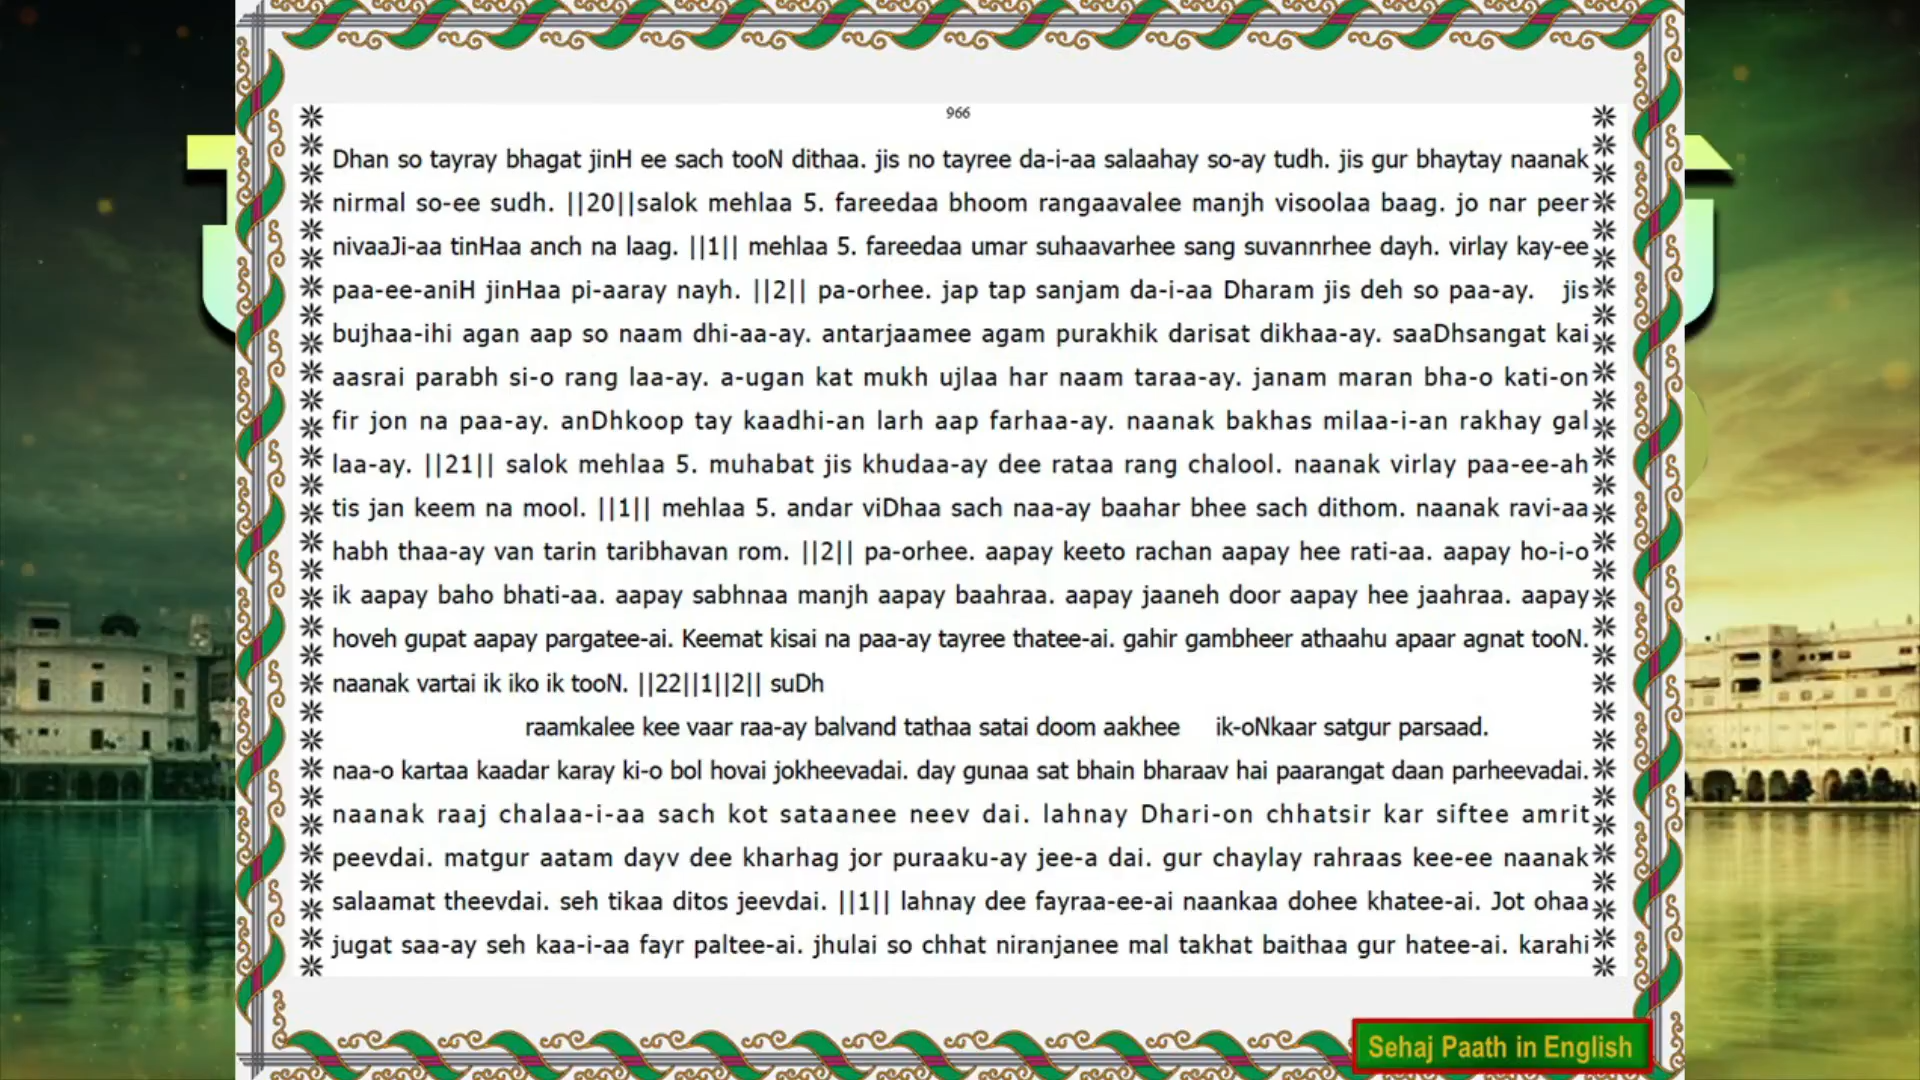 966
Dhan so tayray bhagat jinH ee sach tooN dithaa. jis no tayree da-i-aa salaahay so-ay tudh. jis gur bhaytay naanak
nirmal so-ee sudh. ||20||salok mehlaa 5. fareedaa bhoom rangaavalee manjh visoolaa baag. jo nar peer
nivaaJi-aa tinHaa anch na laag. ||1|| mehlaa 5. fareedaa umar suhaavarhee sang suvannrhee dayh. virlay kay-ee
paa-ee-aniH jinHaa pi-aaray nayh. ||2|| pa-orhee. jap tap sanjam da-i-aa Dharam jis deh so paa-ay. jis
bujhaa-ihi agan aap so naam dhi-aa-ay. antarjaamee agam purakhik darisat dikhaa-ay. saaDhsangat kai
aasrai parabh si-o rang laa-ay. a-ugan kat mukh ujlaa har naam taraa-ay. janam maran bha-o kati-on
fir jon na paa-ay. anDhkoop tay kaadhi-an larh aap farhaa-ay. naanak bakhas milaa-i-an rakhay gal
laa-ay. ||21|| salok mehlaa 5. muhabat jis khudaa-ay dee rataa rang chalool. naanak virlay paa-ee-ah
tis jan keem na mool. ||1|| mehlaa 5. andar viDhaa sach naa-ay baahar bhee sach dithom. naanak ravi-aa
habh thaa-ay van tarin taribhavan rom. ||2|| pa-orhee. aapay keeto rachan aapay hee rati-aa. aapay ho-i-o
ik aapay baho bhati-aa. aapay sabhnaa manjh aapay baahraa. aapay jaaneh door aapay hee jaahraa. aapay
hoveh gupat aapay pargatee-ai. Keemat kisai na paa-ay tayree thatee-ai. gahir gambheer athaahu apaar agnat tooN.
naanak vartai ik iko ik tooN. ||22||1||2|| suDh
raamkalee kee vaar raa-ay balvand tathaa satai doom aakhee ik-oNkaar satgur parsaad.
naa-o kartaa kaadar karay ki-o bol hovai jokheevadai. day gunaa sat bhain bharaav hai paarangat daan parheevadai.
naanak raaj chalaa-i-aa sach kot sataanee neev dai. lahnay Dhari-on chhatsir kar siftee amrit
peevdai. matgur aatam dayv dee kharhag jor puraaku-ay jee-a dai. gur chaylay rahraas kee-ee naanak
salaamat theevdai. seh tikaa ditos jeevdai. ||1|| lahnay dee fayraa-ee-ai naankaa dohee khatee-ai. Jot ohaa
jugat saa-ay seh kaa-i-aa fayr paltee-ai. jhulai so chhat niranjanee mal takhat baithaa gur hatee-ai. karahi
Sehaj Paath in English